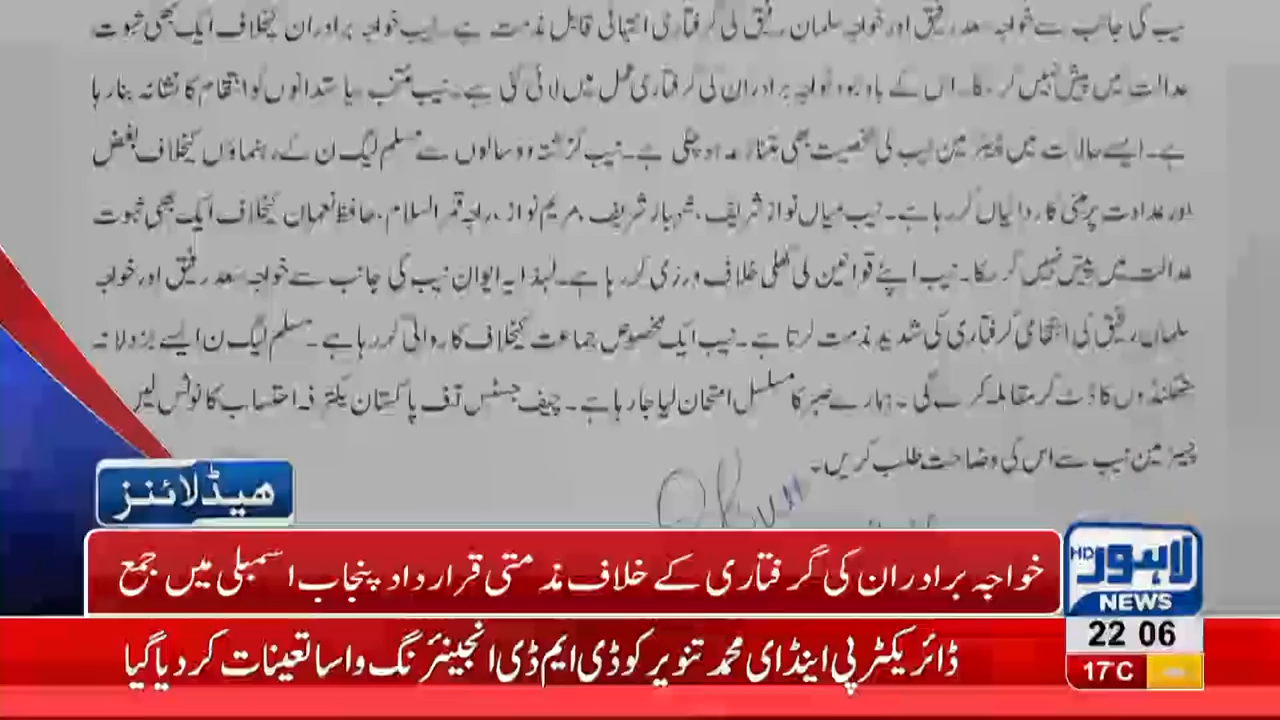 نیب کی جانب سے خواجہ سعد رفیق اور خواجہ سلمان رفیق کی گرفتاری انتہائی قابل مذمت ہے۔ نیب خواجہ برادران کیخلاف ایک بھی ثبوت
عدالت میں پیش نہیں کر سکا۔ اس کے باوجود خواجہ برادران کی گرفتاری عمل میں لائی گئی ہے۔ نیب منتخب سیاستدانوں کو انتقام کا نشانہ بنا رہا
ہے۔ ایسے حالات میں چیئرمین نیب کی شخصیت بھی متنازعہ ہو چکی ہے۔ نیب گزشتہ دو سالوں سے مسلم لیگ ن کے رہنماؤں کیخلاف بغض
اور عداوت پر مبنی کاروائیاں کر رہا ہے۔ نیب میاں نواز شریف، شہباز شریف، مریم نواز، راجہ قمر السلام، حافظ نعمان کیخلاف ایک بھی ثبوت
عدالت میں پیش نہیں کر سکا۔ نیب اپنے قوانین کی کھلی خلاف ورزی کر رہا ہے۔ لہذا یہ ایوان نیب کی جانب سے خواجہ سعد رفیق اور خواجہ
سلمان رفیق کی انتقامی گرفتاری کی شدید مذمت کرتا ہے۔ نیب ایک مخصوص جماعت کیخلاف کاروائی کر رہا ہے۔ مسلم لیگ ن ایسے بزدلانہ
ہتھکنڈوں کا ڈٹ کر مقابلہ کرے گی۔ ہمارے صبر کا مسلسل امتحان لیا جا رہا ہے۔ چیف جسٹس آف پاکستان یکطرفہ احتساب کا نوٹس لیں
چیئرمین نیب سے اس کی وضاحت طلب کریں۔
ھیڈلائنز
خواجہ برادران کی گرفتاری کے خلاف مذمتی قرارداد پنجاب اسمبلی میں جمع
لاہور HD
NEWS
22 06
ڈائریکٹر پی اینڈ ای محمد تنویر کو ڈی ایم ڈی انجینئرنگ واسا تعینات کر دیا گیا
17°C